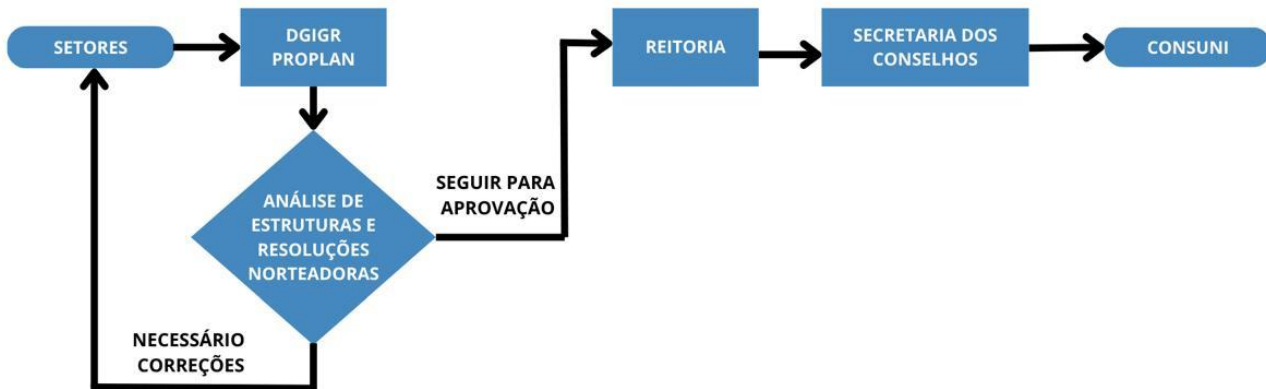 SETORES
DGIGR
PROPLAN
REITORIA
SECRETARIA DOS
CONSELHOS
CONSUNI
ANÁLISE DE
ESTRUTURAS E
RESOLUÇÕES
NORTEADORAS
SEGUIR PARA
APROVAÇÃO
NECESSÁRIO
CORREÇÕES